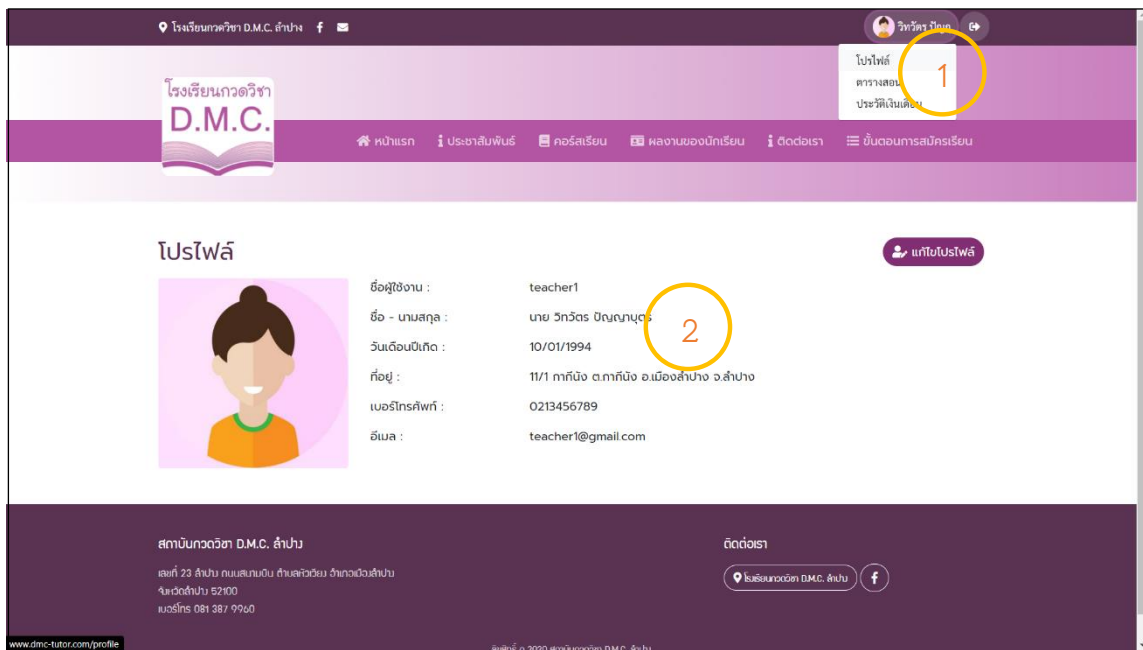 โรงเรียนกวดวิชา D.M.C. ลำปาง
วิทวัตร ปัญญ
โปรไฟล์
ตารางสอน
ประวัติเงินเดือน
1
โรงเรียนกวดวิชา
D.M.C.
หน้าแรก ประชาสัมพันธ์ คอร์สเรียน ผลงานของนักเรียน ติดต่อเรา ขั้นตอนการสมัครเรียน
โปรไฟล์
แก้ไขโปรไฟล์
ชื่อผู้ใช้งาน : teacher1
ชื่อ - นามสกุล : นาย วิทวัตร ปัญญาบุตร
2
วันเดือนปีเกิด : 10/01/1994
ที่อยู่ : 11/1 กากีนัง ต.กากีนัง อ.เมืองลำปาง จ.ลำปาง
เบอร์โทรศัพท์ : 0213456789
อีเมล : teacher1@gmail.com
สถาบันกวดวิชา D.M.C. ลำปาง
เลขที่ 23 ลำปาง ถนนสนามบิน ตำบลหัวเวียง อำเภอเมืองลำปาง
จังหวัดลำปาง 52100
เบอร์โทร 081 387 9960
ติดต่อเรา
โรงเรียนกวดวิชา D.M.C. ลำปาง
www.dmc-tutor.com/profile